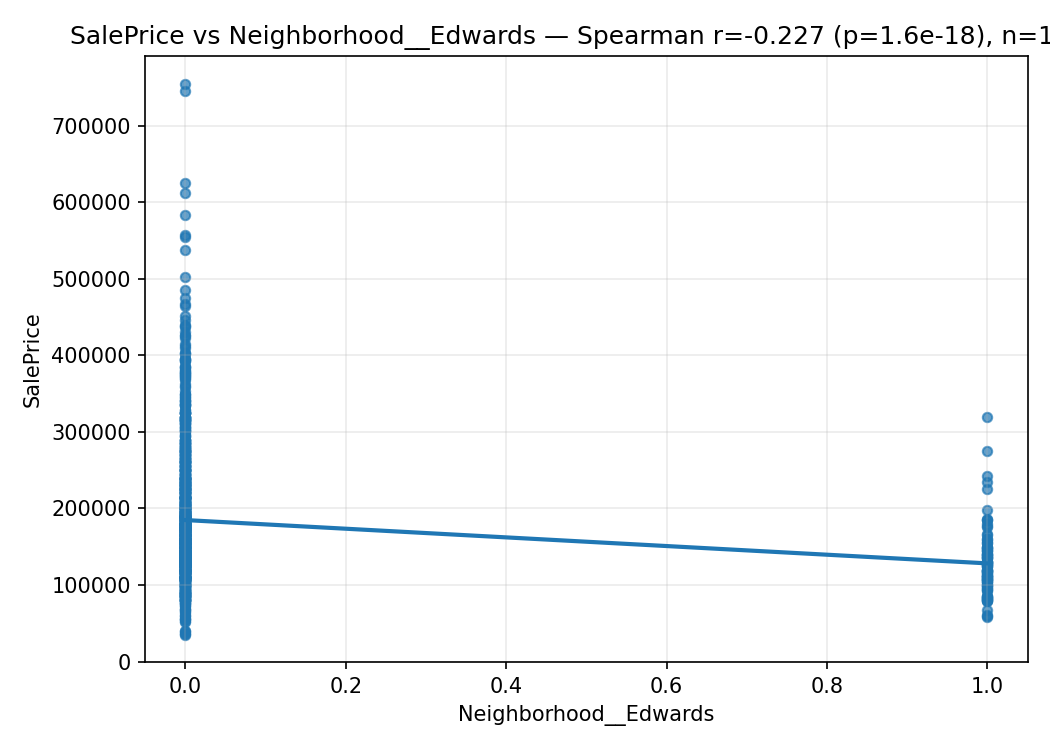 SalePrice vs Neighborhood__Edwards — Spearman r=-0.227 (p=1.6e-18), n=1
700000
600000
500000
400000
300000
200000
100000
0
SalePrice
0.0 0.2 0.4 0.6 0.8 1.0
Neighborhood__Edwards